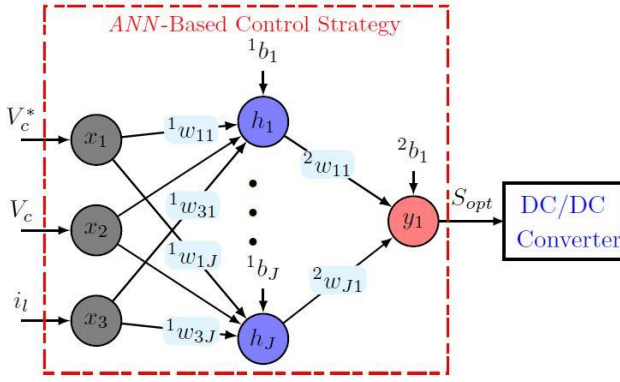 ANN-Based Control Strategy
¹b₁
V_c^*
x₁
¹w₁₁
h₁
²w₁₁
²b₁
V_c
x₂
¹w₃₁
y₁
S_opt
DC/DC
Converter
¹w₁J
¹b_J
²w_J1
i_l
x₃
¹w₃J
h_J